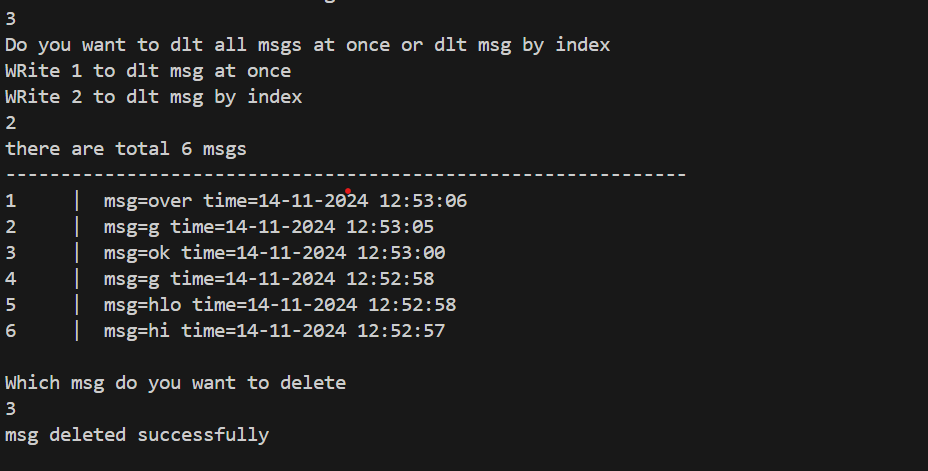 3
Do you want to dlt all msgs at once or dlt msg by index
WRite 1 to dlt msg at once
WRite 2 to dlt msg by index
2
there are total 6 msgs
--------------------------------------------------------------
1     |  msg=over time=14-11-2024 12:53:06
2     |  msg=g time=14-11-2024 12:53:05
3     |  msg=ok time=14-11-2024 12:53:00
4     |  msg=g time=14-11-2024 12:52:58
5     |  msg=hlo time=14-11-2024 12:52:58
6     |  msg=hi time=14-11-2024 12:52:57
Which msg do you want to delete
3
msg deleted successfully